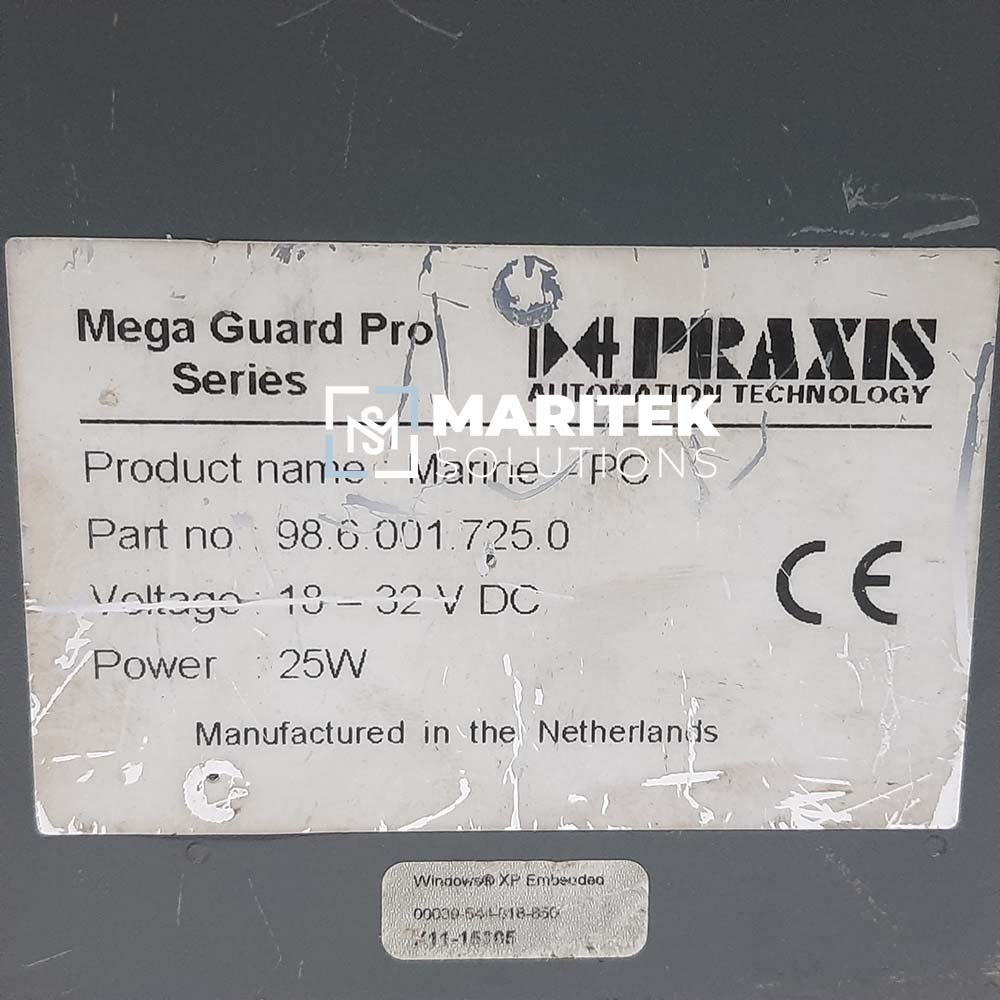 Mega Guard Pro
Series
PRAXIS
AUTOMATION TECHNOLOGY
MARITEK
SOLUTIONS
Product name : Marine PC
Part no : 98.6.001.725.0
Voltage : 18 – 32 V DC
Power : 25W
CE
Manufactured in the Netherlands
Windows® XP Embedded